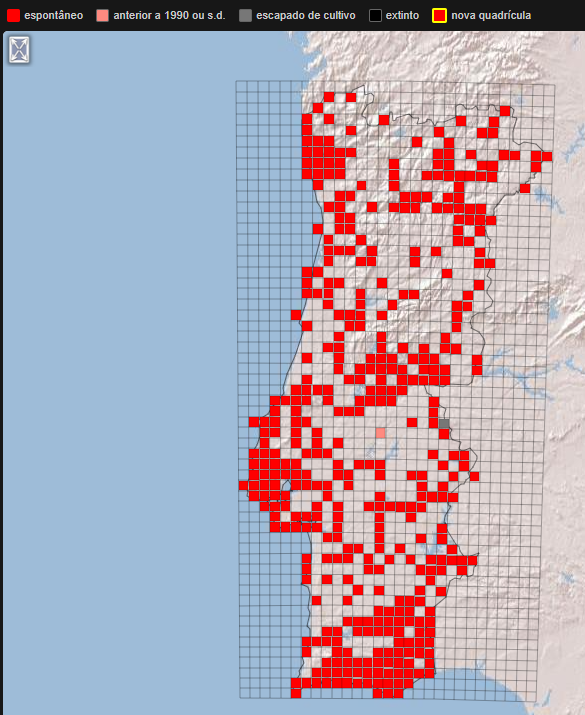 espontâneo anterior a 1990 ou s.d. escapado de cultivo extinto nova quadrícula